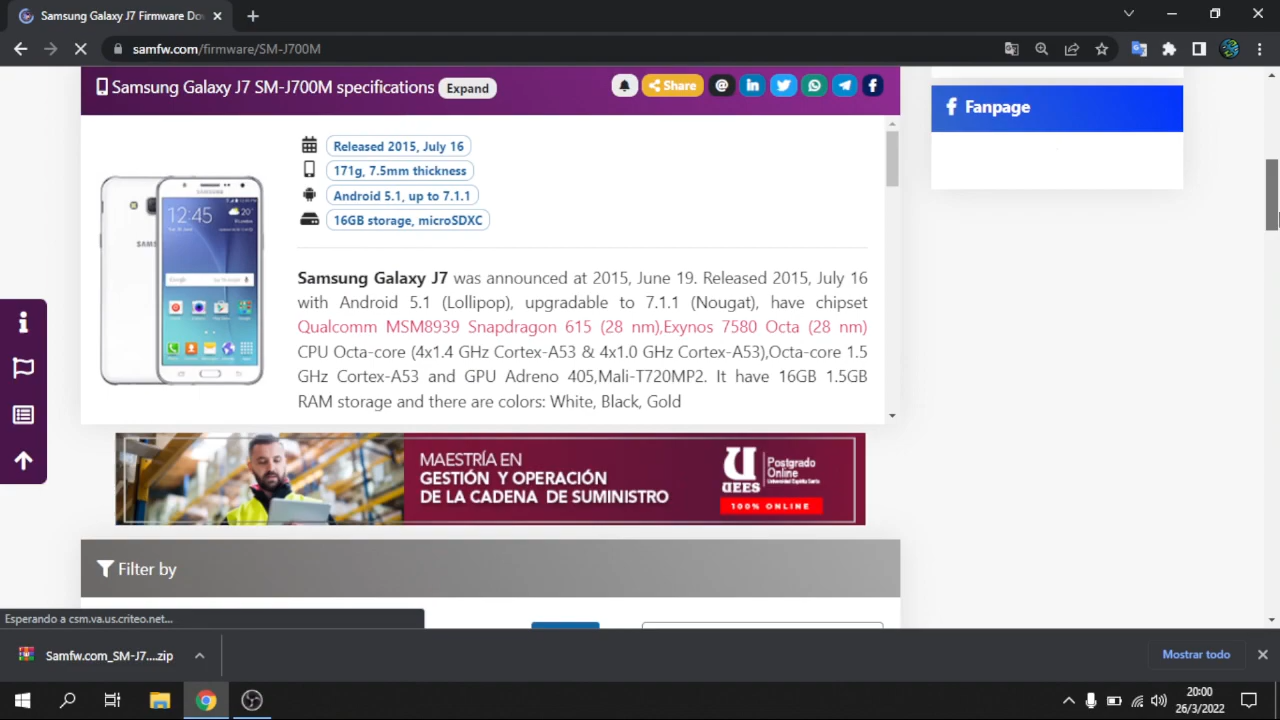 Samsung Galaxy J7 Firmware Dow
samfw.com/firmware/SM-J700M
Samsung Galaxy J7 SM-J700M specifications
Expand
Share
Fanpage
Released 2015, July 16
171g, 7.5mm thickness
Android 5.1, up to 7.1.1
16GB storage, microSDXC
SAMSUNG
12:45
Samsung Galaxy J7 was announced at 2015, June 19. Released 2015, July 16
with Android 5.1 (Lollipop), upgradable to 7.1.1 (Nougat), have chipset
Qualcomm MSM8939 Snapdragon 615 (28 nm),Exynos 7580 Octa (28 nm)
CPU Octa-core (4x1.4 GHz Cortex-A53 & 4x1.0 GHz Cortex-A53),Octa-core 1.5
GHz Cortex-A53 and GPU Adreno 405,Mali-T720MP2. It have 16GB 1.5GB
RAM storage and there are colors: White, Black, Gold
MAESTRÍA EN
GESTIÓN Y OPERACIÓN
DE LA CADENA DE SUMINISTRO
UEES
Postgrado
Online
Universidad Espíritu Santo
100% ONLINE
Filter by
Esperando a csm.va.us.criteo.net...
Samfw.com_SM-J7....zip
Mostrar todo
20:00
26/3/2022